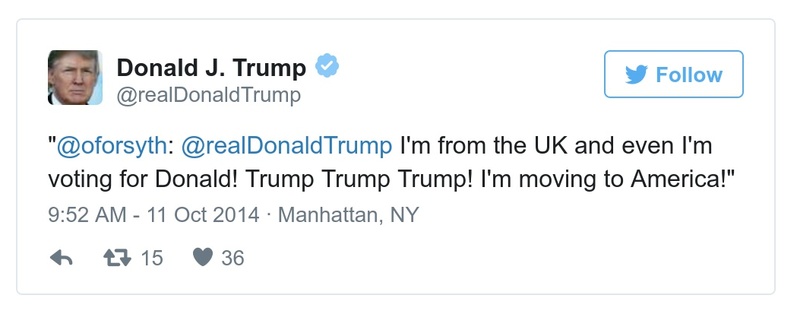 Donald J. Trump
@realDonaldTrump
Follow
"@oforsyth: @realDonaldTrump I'm from the UK and even I'm
voting for Donald! Trump Trump Trump! I'm moving to America!"
9:52 AM - 11 Oct 2014 · Manhattan, NY
15 36